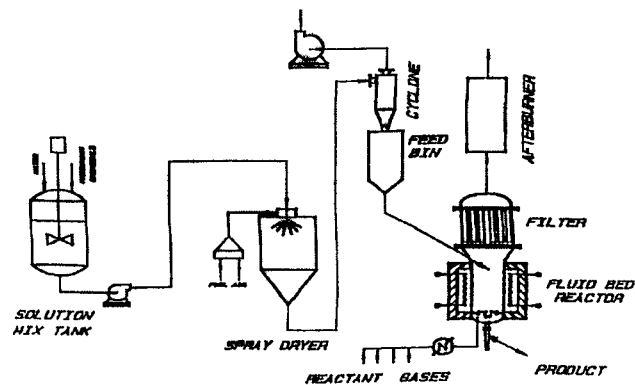 CYCLONE
AFTERBURNER
FEED
BIN
FILTER
FLUID BED
REACTOR
SOLUTION
MIX TANK
SPRAY DRYER
PRODUCT
REACTANT GASES